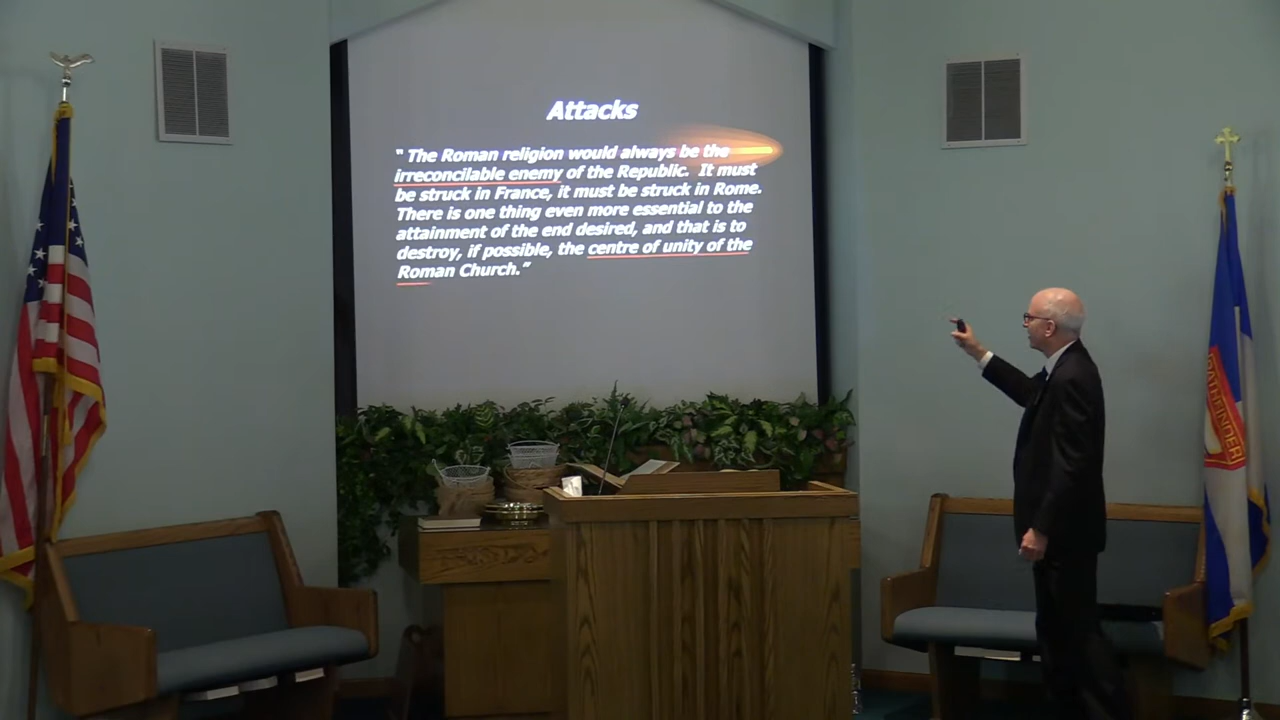 Attacks
" The Roman religion would always be the
irreconcilable enemy of the Republic. It must
be struck in France, it must be struck in Rome.
There is one thing even more essential to the
attainment of the end desired, and that is to
destroy, if possible, the centre of unity of the
Roman Church."
PATHFINDER